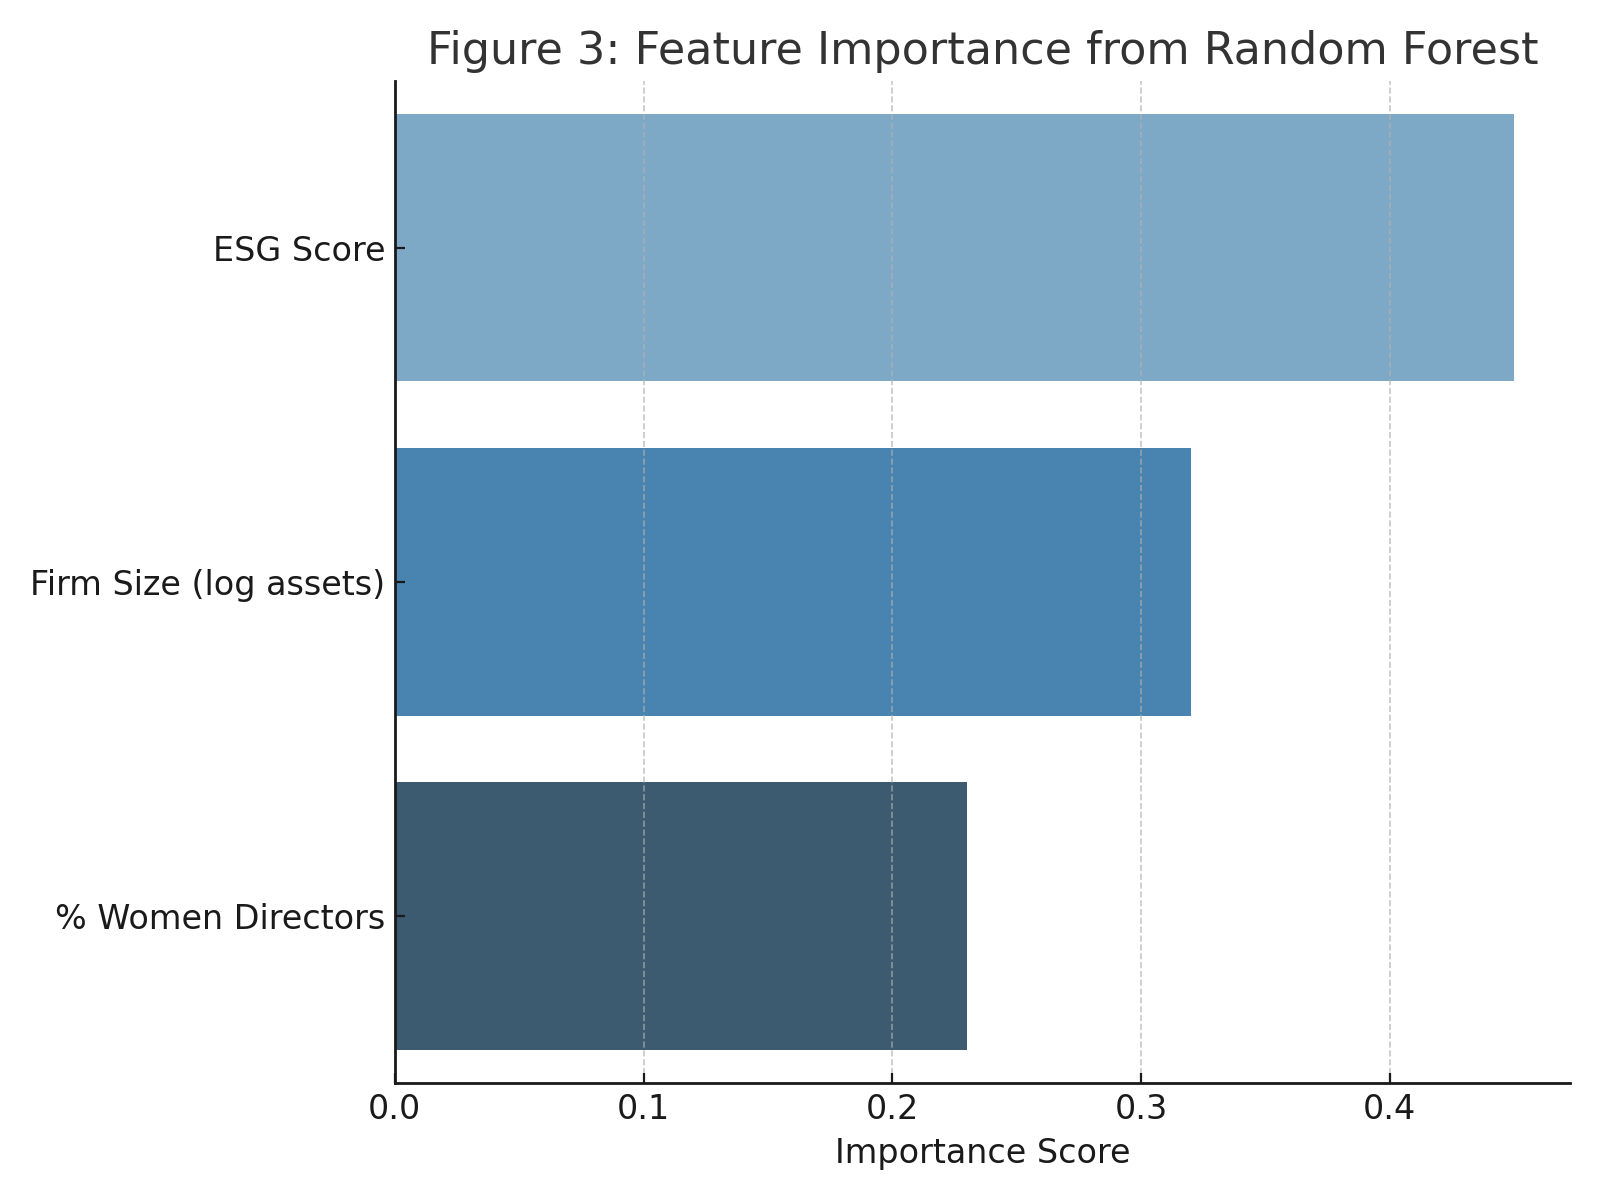 Figure 3: Feature Importance from Random Forest
ESG Score
Firm Size (log assets)
% Women Directors
0.0 0.1 0.2 0.3 0.4
Importance Score